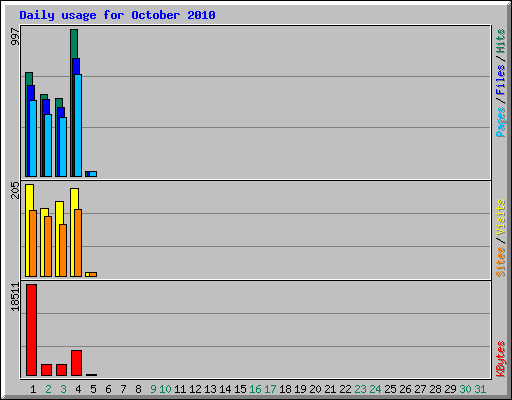 Daily usage for October 2010
997
Pages/Files/Hits
205
Sites/Visits
18511
KBytes
1 2 3 4 5 6 7 8 9 10 11 12 13 14 15 16 17 18 19 20 21 22 23 24 25 26 27 28 29 30 31